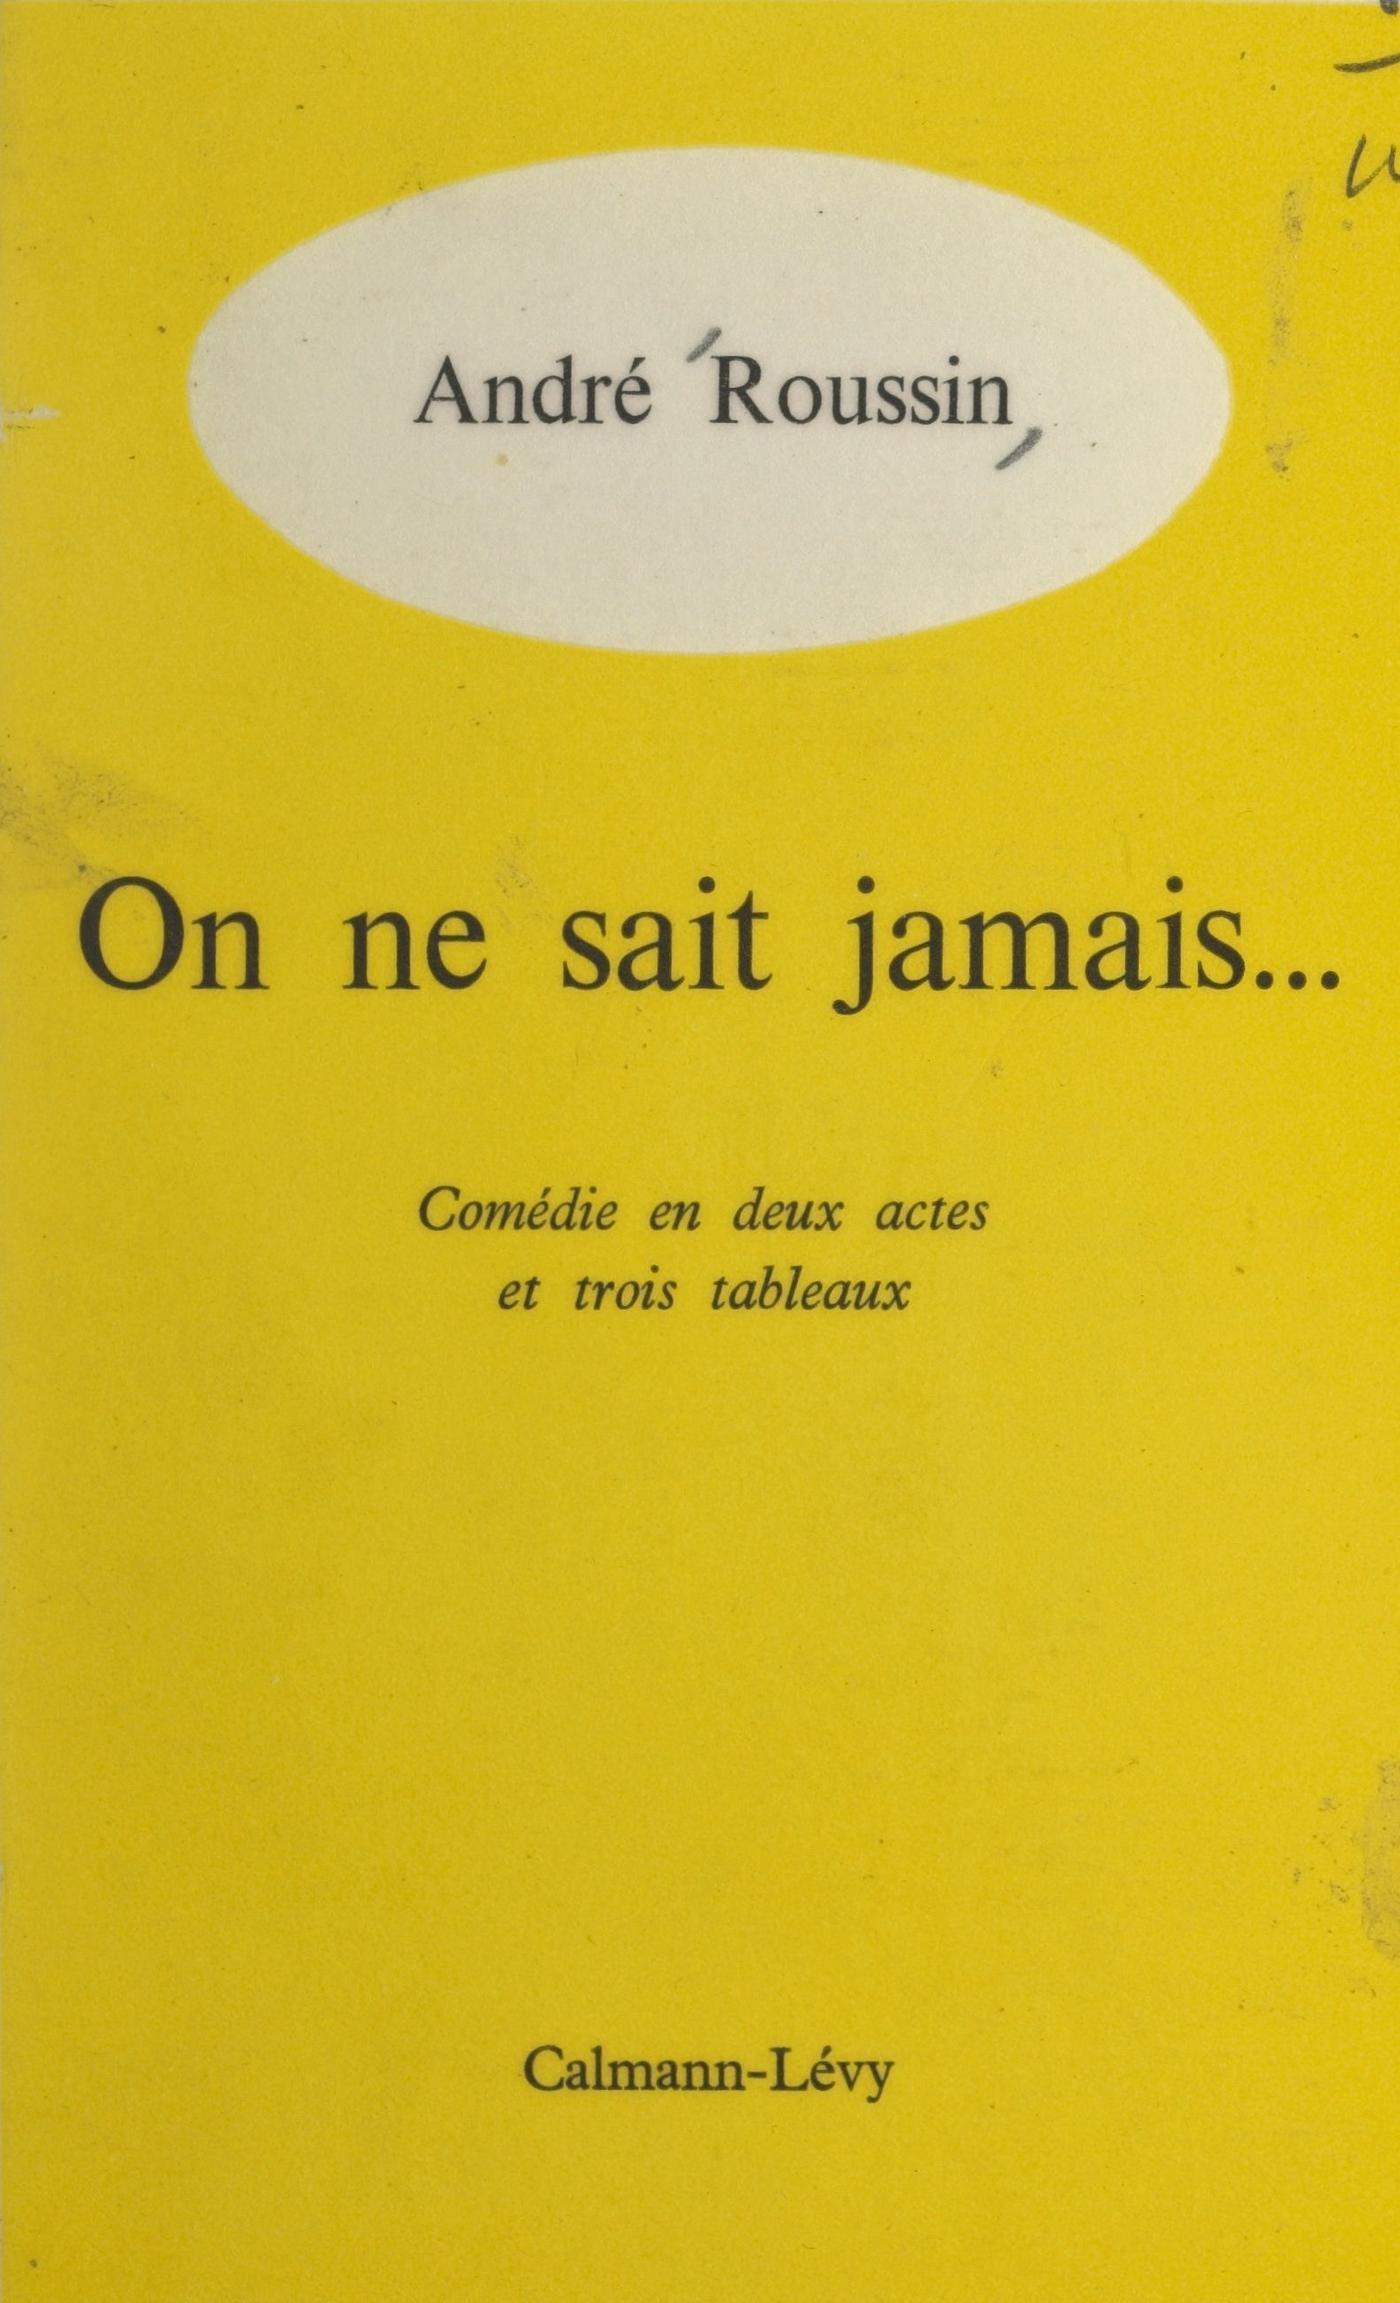 André Roussin
On ne sait jamais...
Comédie en deux actes
et trois tableaux
Calmann-Lévy